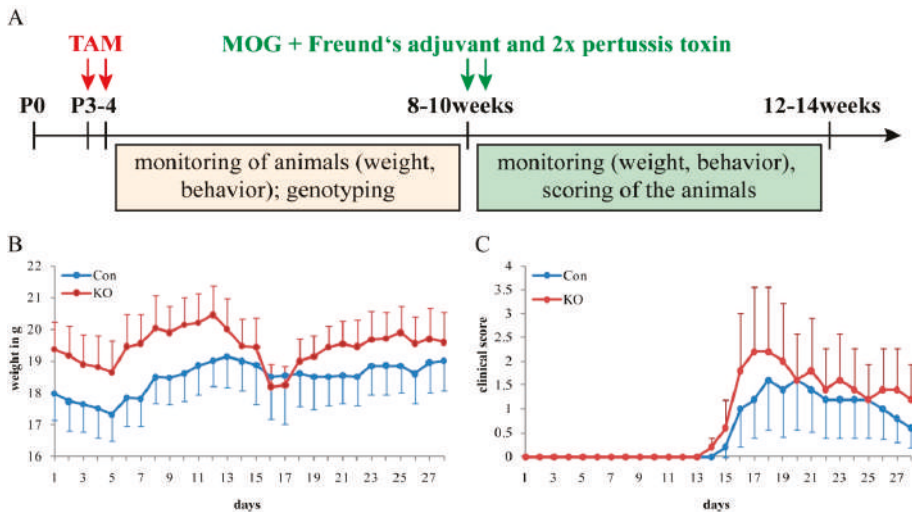 A
TAM
MOG + Freund‘s adjuvant and 2x pertussis toxin
P0
P3-4
8-10weeks
12-14weeks
monitoring of animals (weight,
behavior); genotyping
monitoring (weight, behavior),
scoring of the animals
B
22
21
20
19
18
17
16
weight in g
Con
KO
1 3 5 7 9 11 13 15 17 19 21 23 25 27
days
C
4
3.5
3
2.5
2
1.5
1
0.5
0
clinical score
Con
KO
1 3 5 7 9 11 13 15 17 19 21 23 25 27
days